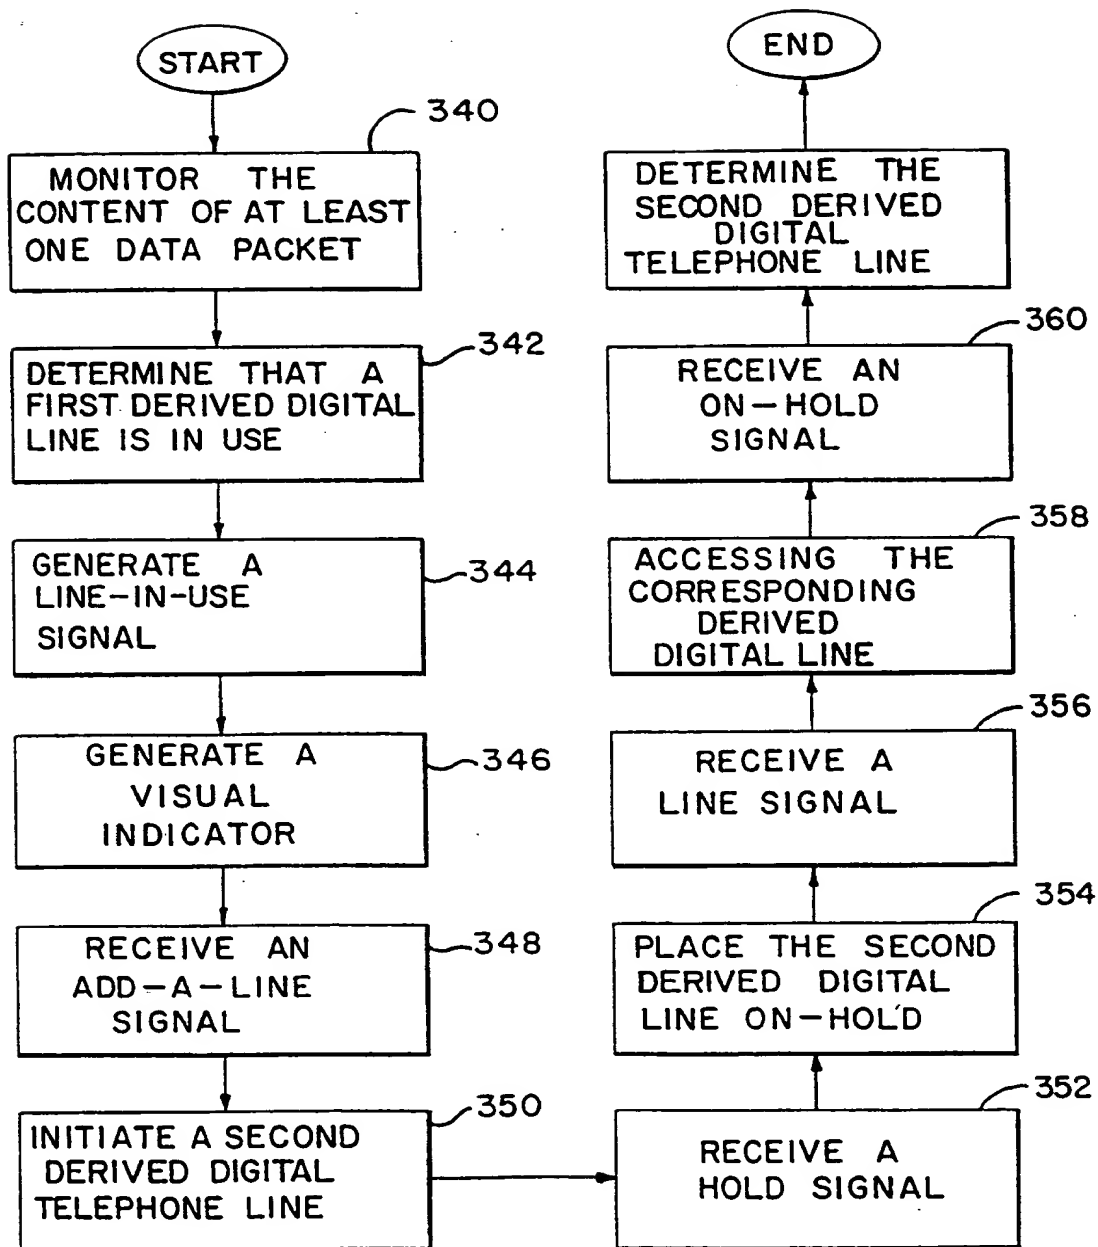 START
340
MONITOR THE
CONTENT OF AT LEAST
ONE DATA PACKET
342
DETERMINE THAT A
FIRST DERIVED DIGITAL
LINE IS IN USE
344
GENERATE A
LINE-IN-USE
SIGNAL
346
GENERATE A
VISUAL
INDICATOR
348
RECEIVE AN
ADD-A-LINE
SIGNAL
350
INITIATE A SECOND
DERIVED DIGITAL
TELEPHONE LINE
352
RECEIVE A
HOLD SIGNAL
354
PLACE THE SECOND
DERIVED DIGITAL
LINE ON-HOLD
356
RECEIVE A
LINE SIGNAL
358
ACCESSING THE
CORRESPONDING
DERIVED
DIGITAL LINE
360
RECEIVE AN
ON-HOLD
SIGNAL
DETERMINE THE
SECOND DERIVED
DIGITAL
TELEPHONE LINE
END